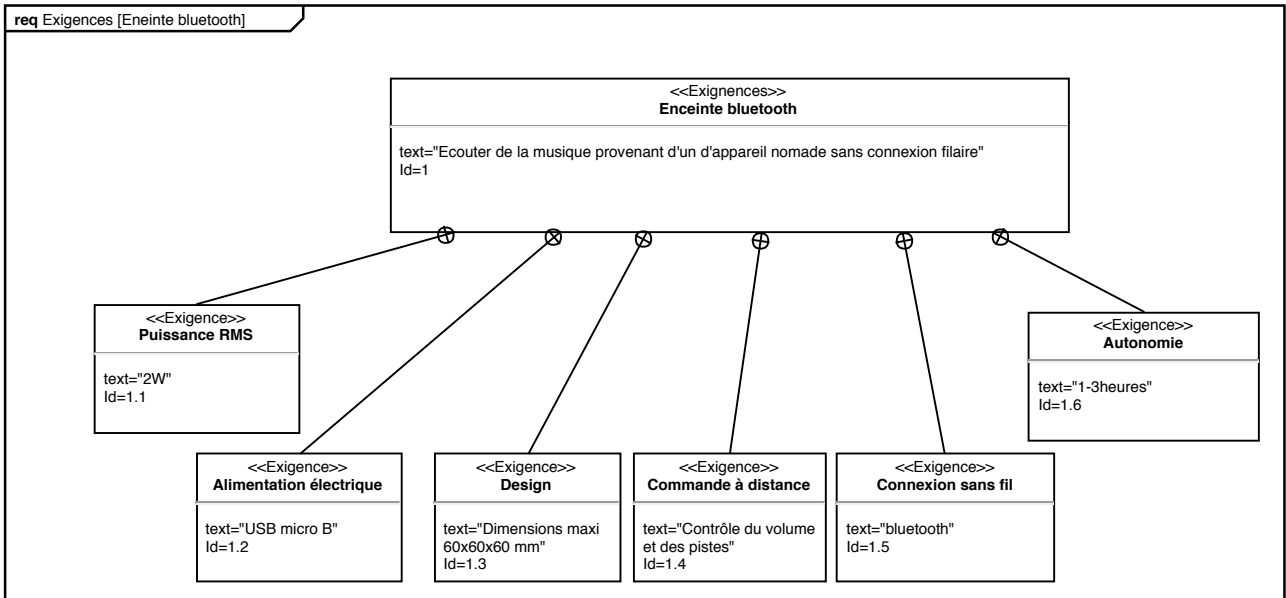 req Exigences [Eneinte bluetooth]
<<Exignences>>
Enceinte bluetooth
text="Ecouter de la musique provenant d'un d'appareil nomade sans connexion filaire"
Id=1
<<Exigence>>
Puissance RMS
text="2W"
Id=1.1
<<Exigence>>
Autonomie
text="1-3heures"
Id=1.6
<<Exigence>>
Alimentation électrique
text="USB micro B"
Id=1.2
<<Exigence>>
Design
text="Dimensions maxi
60x60x60 mm"
Id=1.3
<<Exigence>>
Commande à distance
text="Contrôle du volume
et des pistes"
Id=1.4
<<Exigence>>
Connexion sans fil
text="bluetooth"
Id=1.5